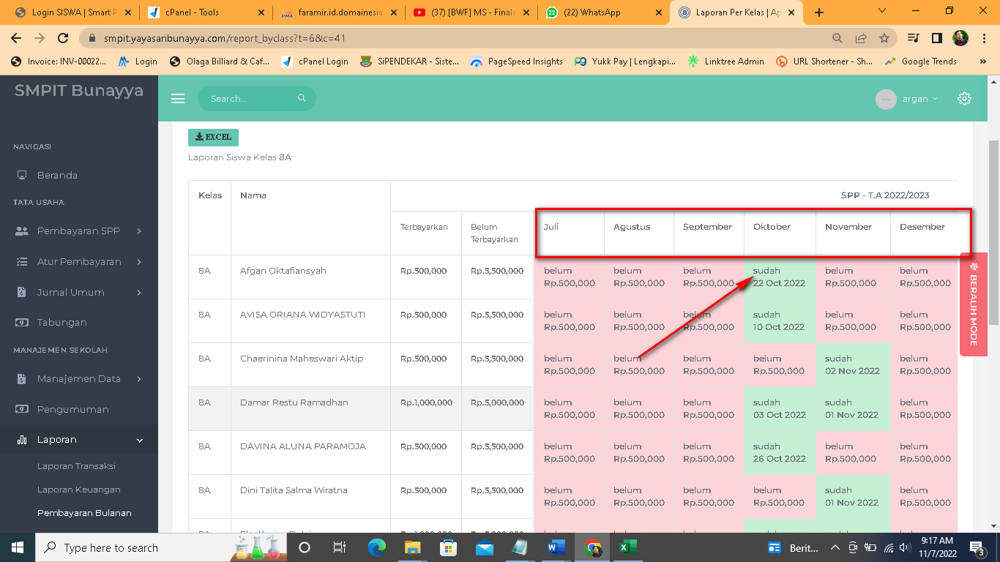 Login SISWA | Smart P
cPanel - Tools
faramir.id.domainesia.
(37) [BWF] MS - Finals
(22) WhatsApp
Laporan Per Kelas | Ap
smpit.yayasanbunayya.com/report_byclass?t=6&c=41
Invoice: INV-00022...
Login
Olaga Billiard & Caf...
cPanel Login
SiPENDEKAR - Siste...
PageSpeed Insights
Yukk Pay | Lengkapi...
Linktree Admin
URL Shortener - Sh...
Google Trends
SMPIT Bunayya
Search...
argan
NAVIGASI
Beranda
TATA USAHA
Pembayaran SPP
Atur Pembayaran
Jurnal Umum
Tabungan
MANAJEMEN SEKOLAH
Manajemen Data
Pengumuman
Laporan
Laporan Transaksi
Laporan Keuangan
Pembayaran Bulanan
EXCEL
Laporan Siswa Kelas 8A
Kelas Nama SPP - T.A 2022/2023
Terbayarkan Belum Juli Agustus September Oktober November Desember
Terbayarkan
8A Afgan Oktafiansyah Rp.500,000 Rp.5,500,000 belum belum belum sudah belum belum
Rp.500,000 Rp.500,000 Rp.500,000 22 Oct 2022 Rp.500,000 Rp.500,000
8A AVISA ORIANA WIDYASTUTI Rp.500,000 Rp.5,500,000 belum belum belum sudah belum belum
Rp.500,000 Rp.500,000 Rp.500,000 10 Oct 2022 Rp.500,000 Rp.500,000
8A Chaerinina Maheswari Aktip Rp.500,000 Rp.5,500,000 belum belum belum belum sudah belum
Rp.500,000 Rp.500,000 Rp.500,000 Rp.500,000 02 Nov 2022 Rp.500,000
8A Damar Restu Ramadhan Rp.1,000,000 Rp.5,000,000 belum belum belum sudah sudah belum
Rp.500,000 Rp.500,000 Rp.500,000 03 Oct 2022 01 Nov 2022 Rp.500,000
8A DAVINA ALUNA PARAMOJA Rp.500,000 Rp.5,500,000 belum belum belum sudah belum belum
Rp.500,000 Rp.500,000 Rp.500,000 26 Oct 2022 Rp.500,000 Rp.500,000
8A Dini Talita Salma Wiratna Rp.500,000 Rp.5,500,000 belum belum belum belum sudah belum
Rp.500,000 Rp.500,000 Rp.500,000 Rp.500,000 01 Nov 2022 Rp.500,000
BERALIH MODE
Type here to search
Berit...
9:17 AM
11/7/2022
3